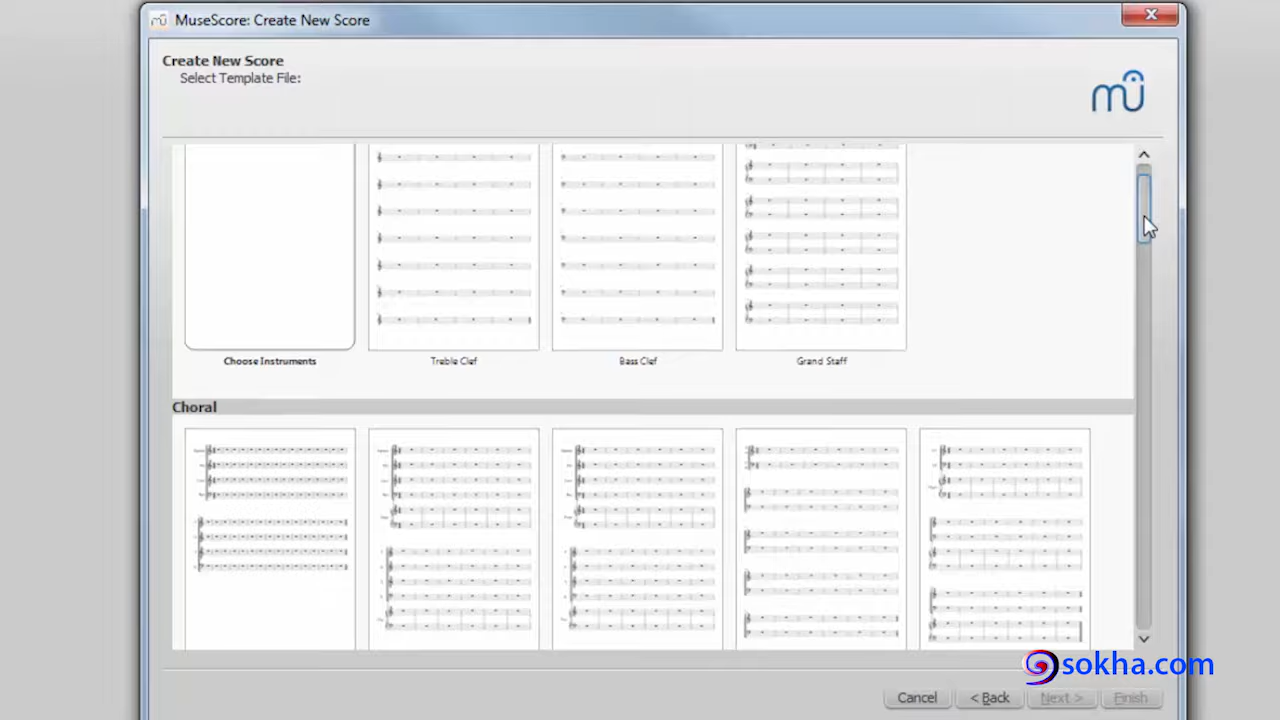 MuseScore: Create New Score
Create New Score
Select Template File:
Choose Instruments
Treble Clef
Bass Clef
Grand Staff
Choral
sokha.com
Cancel
< Back
Next >
Finish